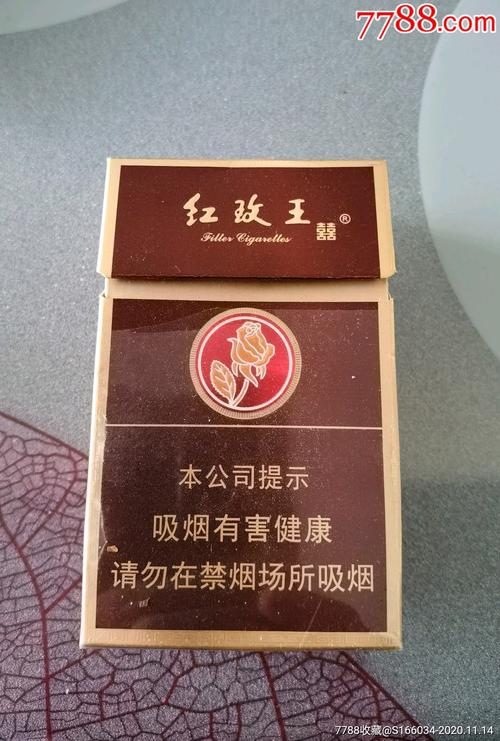 7788.com
红玫王
囍®
Filter Cigarettes
本公司提示
吸烟有害健康
请勿在禁烟场所吸烟
7788收藏@S166034-2020.11.14